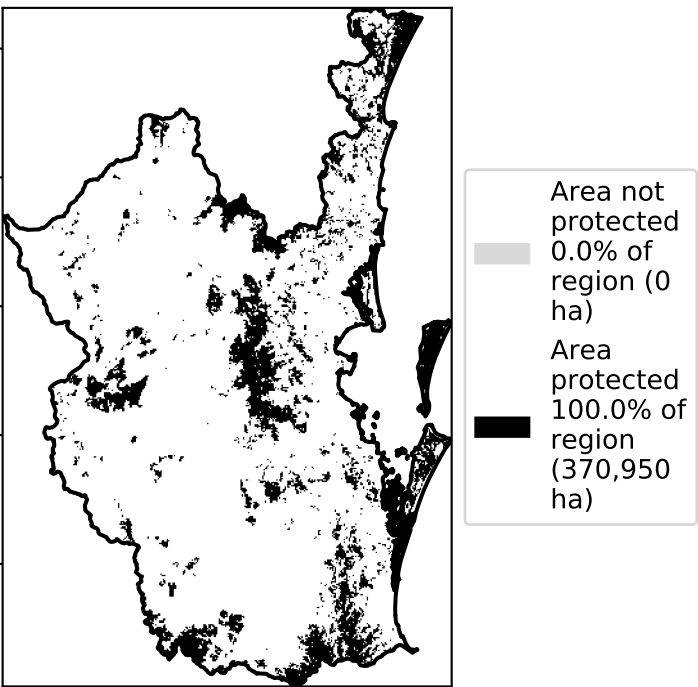 Area not
protected
0.0% of
region (0
ha)
Area
protected
100.0% of
region
(370,950
ha)